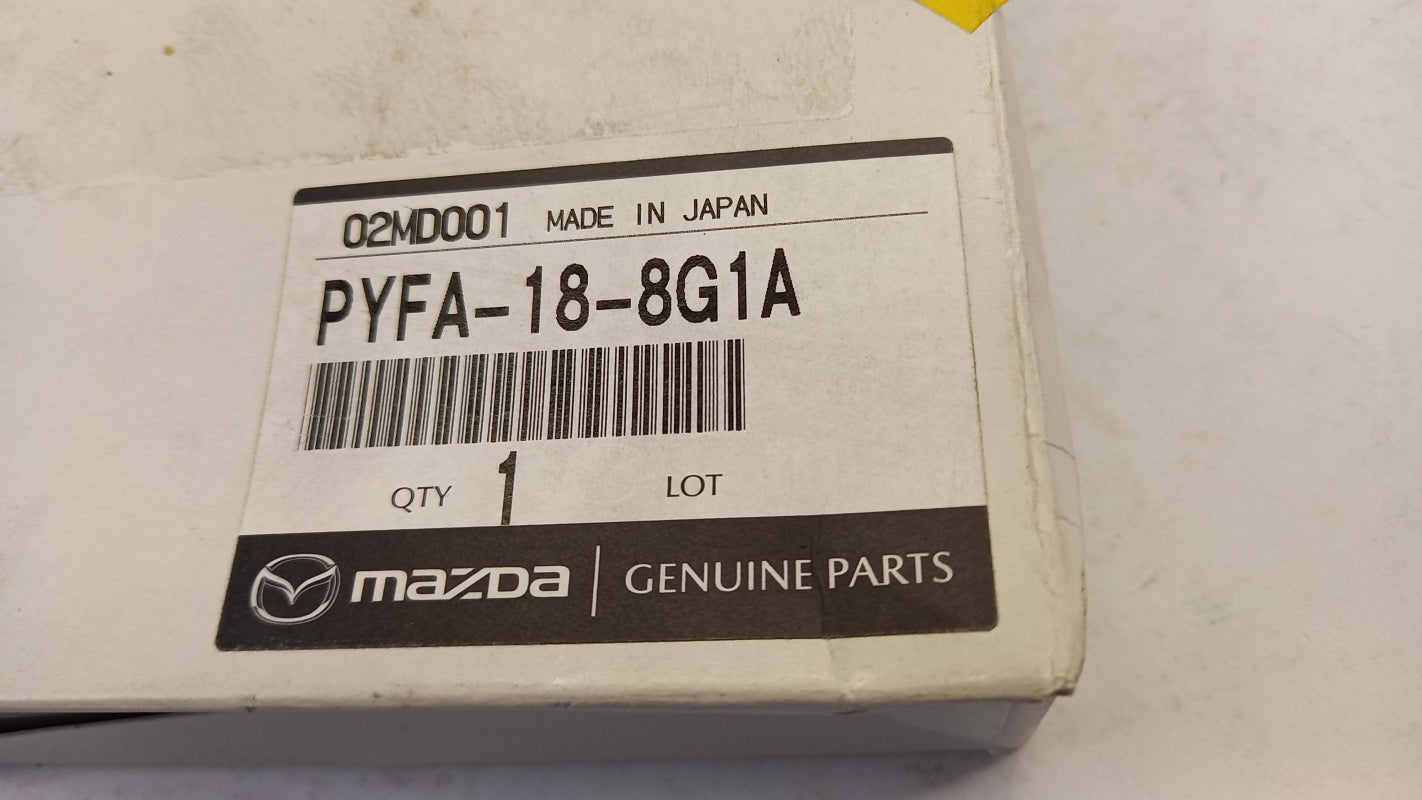 02MD001 MADE IN JAPAN
PYFA-18-8G1A
QTY 1 LOT
mazda GENUINE PARTS